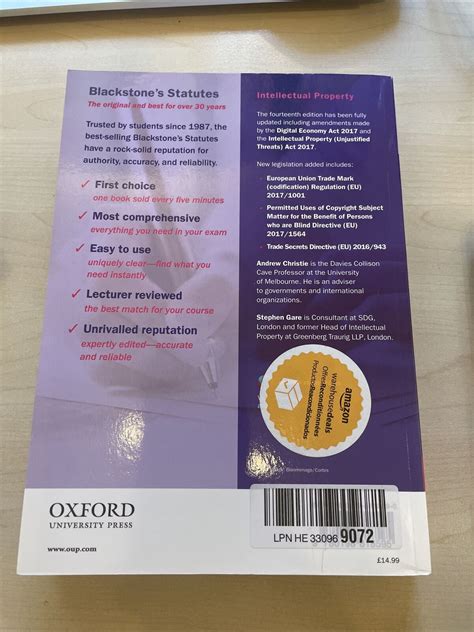 Blackstone's Statutes
The original and best for over 30 years
Trusted by students since 1987, the
best-selling Blackstone's Statutes
have a rock-solid reputation for
authority, accuracy, and reliability.
✓ First choice
one book sold every five minutes
✓ Most comprehensive
everything you need in your exam
✓ Easy to use
uniquely clear—find what you
need instantly
✓ Lecturer reviewed
the best match for your course
✓ Unrivalled reputation
expertly edited—accurate
and reliable
OXFORD
UNIVERSITY PRESS
www.oup.com
Intellectual Property
The fourteenth edition has been fully
updated including amendments made
by the Digital Economy Act 2017 and
the Intellectual Property (Unjustified
Threats) Act 2017.
New legislation added includes:
• European Union Trade Mark
(codification) Regulation (EU)
2017/1001
• Permitted Uses of Copyright Subject
Matter for the Benefit of Persons
who are Blind Directive (EU)
2017/1564
• Trade Secrets Directive (EU) 2016/943
Andrew Christie is the Davies Collison
Cave Professor at the University
of Melbourne. He is an adviser
to governments and international
organizations.
Stephen Gare is Consultant at SDG,
London and former Head of Intellectual
Property at Greenberg Traurig LLP, London.
amazon
warehousedeals
OffresReconditionnées
ProductosReacondicionados
LPN HE 33096 9072
£14.99